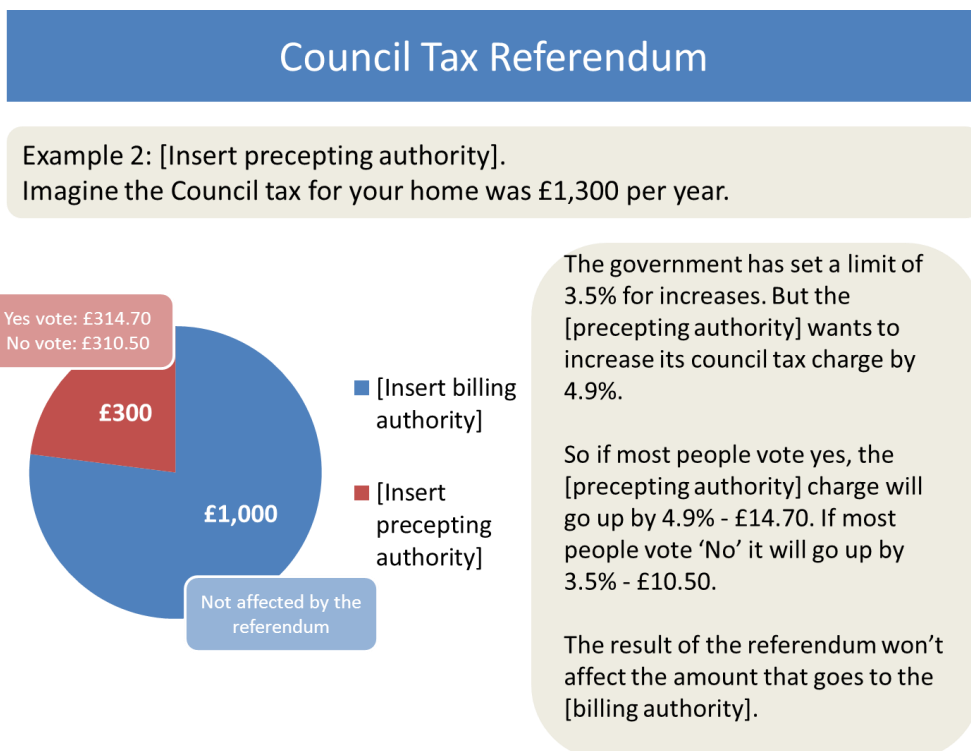 Council Tax Referendum
Example 2: [Insert precepting authority].
Imagine the Council tax for your home was £1,300 per year.
Yes vote: £314.70
No vote: £310.50
£300
£1,000
Not affected by the
referendum
[Insert billing
authority]
[Insert
precepting
authority]
The government has set a limit of
3.5% for increases. But the
[precepting authority] wants to
increase its council tax charge by
4.9%.
So if most people vote yes, the
[precepting authority] charge will
go up by 4.9% - £14.70. If most
people vote ‘No’ it will go up by
3.5% - £10.50.
The result of the referendum won’t
affect the amount that goes to the
[billing authority].